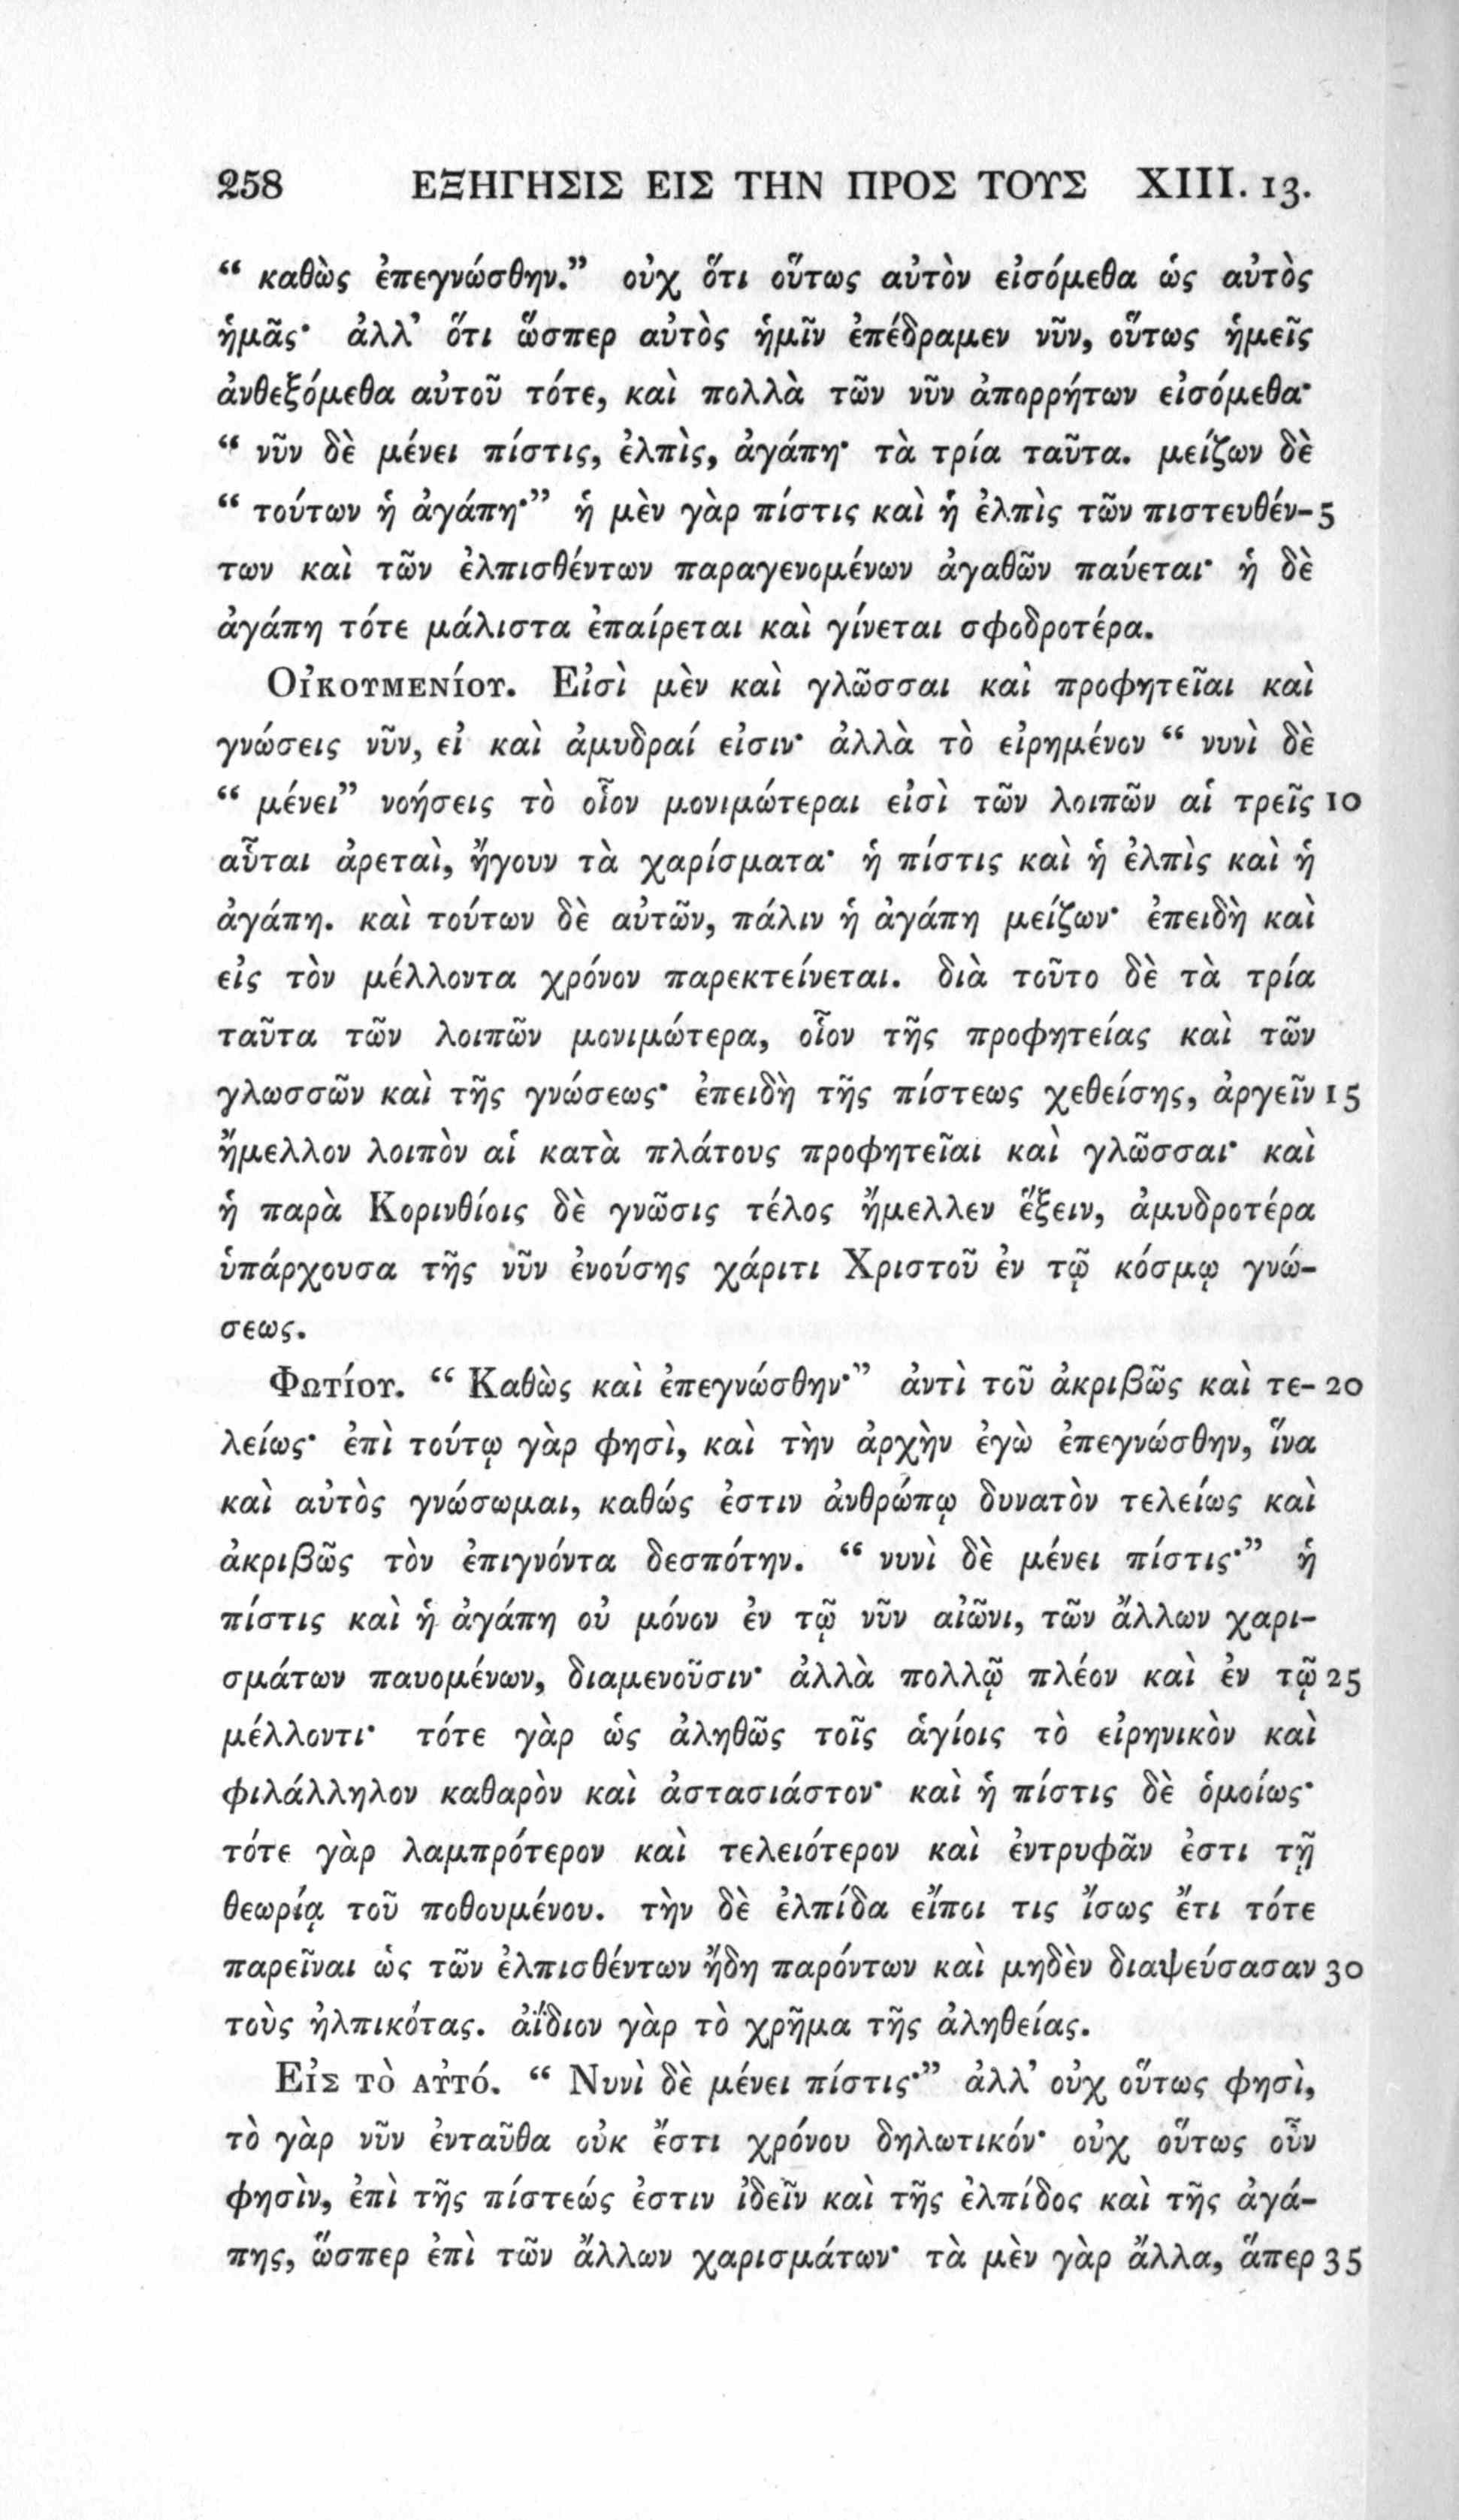 258 ΕΞΗΓΗΣΙΣ ΕΙΣ ΤΗΝ ΠΡΟΣ ΤΟΥΣ XIII. 13.
“ καθὼς ἐπεγνώσθην.” οὐχ ὅτι οὕτως αὐτὸν εἰσόμεθα ὡς αὐτὸς
ἡμᾶς· ἀλλ’ ὅτι ὥσπερ αὐτὸς ἡμῖν ἐπέδραμεν νῦν, οὕτως ἡμεῖς
ἀνθεξόμεθα αὐτοῦ τότε, καὶ πολλὰ τῶν νῦν ἀπορρήτων εἰσόμεθα·
“ νῦν δὲ μένει πίστις, ἐλπὶς, ἀγάπη· τὰ τρία ταῦτα. μείζων δὲ
“ τούτων ἡ ἀγάπη·” ἡ μὲν γὰρ πίστις καὶ ἡ ἐλπὶς τῶν πιστευθέν- 5
των καὶ τῶν ἐλπισθέντων παραγενομένων ἀγαθῶν παύεται· ἡ δὲ
ἀγάπη τότε μάλιστα ἐπαίρεται καὶ γίνεται σφοδροτέρα.
Οἰκουμενίου. Εἰσὶ μὲν καὶ γλῶσσαι καὶ προφητεῖαι καὶ
γνώσεις νῦν, εἰ καὶ ἀμυδραί εἰσιν· ἀλλὰ τὸ εἰρημένον “ νυνὶ δὲ
“ μένει” νοήσεις τὸ οἷον μονιμώτεραι εἰσὶ τῶν λοιπῶν αἱ τρεῖς 10
αὗται ἀρεταὶ, ἤγουν τὰ χαρίσματα· ἡ πίστις καὶ ἡ ἐλπὶς καὶ ἡ
ἀγάπη. καὶ τούτων δὲ αὐτῶν, πάλιν ἡ ἀγάπη μείζων· ἐπειδὴ καὶ
εἰς τὸν μέλλοντα χρόνον παρεκτείνεται. διὰ τοῦτο δὲ τὰ τρία
ταῦτα τῶν λοιπῶν μονιμώτερα, οἷον τῆς προφητείας καὶ τῶν
γλωσσῶν καὶ τῆς γνώσεως· ἐπειδὴ τῆς πίστεως χεθείσης, ἀργεῖν 15
ἤμελλον λοιπὸν αἱ κατὰ πλάτους προφητεῖαι καὶ γλῶσσαι· καὶ
ἡ παρὰ Κορινθίοις δὲ γνῶσις τέλος ἤμελλεν ἕξειν, ἀμυδροτέρα
ὑπάρχουσα τῆς νῦν ἐνούσης χάριτι Χριστοῦ ἐν τῷ κόσμῳ γνώ-
σεως.
Φωτίου. “ Καθὼς καὶ ἐπεγνώσθην·” ἀντὶ τοῦ ἀκριβῶς καὶ τε- 20
λείως· ἐπὶ τούτῳ γὰρ φησὶ, καὶ τὴν ἀρχὴν ἐγὼ ἐπεγνώσθην, ἵνα
καὶ αὐτὸς γνώσωμαι, καθώς ἐστιν ἀνθρώπῳ δυνατὸν τελείως καὶ
ἀκριβῶς τὸν ἐπιγνόντα δεσπότην. “ νυνὶ δὲ μένει πίστις·” ἡ
πίστις καὶ ἡ ἀγάπη οὐ μόνον ἐν τῷ νῦν αἰῶνι, τῶν ἄλλων χαρι-
σμάτων παυομένων, διαμενοῦσιν· ἀλλὰ πολλῷ πλέον καὶ ἐν τῷ 25
μέλλοντι· τότε γὰρ ὡς ἀληθῶς τοῖς ἁγίοις τὸ εἰρηνικὸν καὶ
φιλάλληλον καθαρὸν καὶ ἀστασιάστον· καὶ ἡ πίστις δὲ ὁμοίως·
τότε γὰρ λαμπρότερον καὶ τελειότερον καὶ ἐντρυφᾶν ἐστι τῇ
θεωρίᾳ τοῦ ποθουμένου. τὴν δὲ ἐλπίδα εἴποι τις ἴσως ἔτι τότε
παρεῖναι ὡς τῶν ἐλπισθέντων ἤδη παρόντων καὶ μηδὲν διαψεύσασαν 30
τοὺς ἠλπικότας. ἀΐδιον γὰρ τὸ χρῆμα τῆς ἀληθείας.
Εἰς τὸ αὐτό. “ Νυνὶ δὲ μένει πίστις·” ἀλλ’ οὐχ οὕτως φησὶ,
τὸ γὰρ νῦν ἐνταῦθα οὐκ ἔστι χρόνου δηλωτικόν· οὐχ οὕτως οὖν
φησὶν, ἐπὶ τῆς πίστεώς ἐστιν ἰδεῖν καὶ τῆς ἐλπίδος καὶ τῆς ἀγά-
πης, ὥσπερ ἐπὶ τῶν ἄλλων χαρισμάτων· τὰ μὲν γὰρ ἄλλα, ἅπερ 35